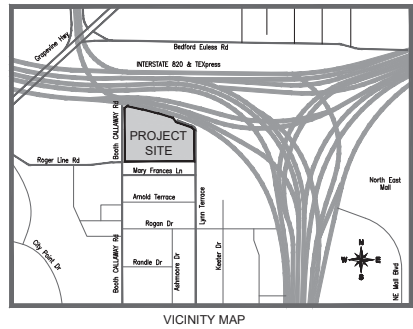 Grapevine Hwy
Bedford Euless Rd
INTERSTATE 820 & TEXpress
Booth CALLAWAY Rd
PROJECT
SITE
Roger Line Rd
Mary Frances Ln
North East
Mall
Arnold Terrace
Lynn Terrace
Rogan Dr
City Point Dr
Booth CALLAWAY Rd
Randle Dr
Ashmoore Dr
Keeter Dr
NE Mall Blvd
N
W
E
S
VICINITY MAP